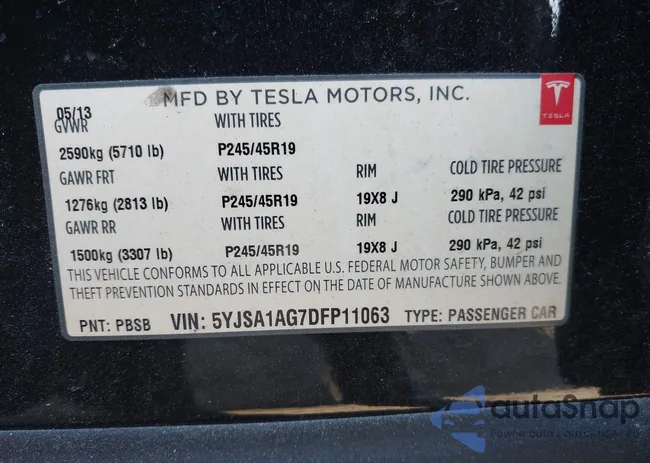 05/13 MFD BY TESLA MOTORS, INC.
TESLA
GVWR WITH TIRES
2590kg (5710 lb) P245/45R19
GAWR FRT WITH TIRES RIM COLD TIRE PRESSURE
1276kg (2813 lb) P245/45R19 19X8 J 290 kPa, 42 psi
GAWR RR WITH TIRES RIM COLD TIRE PRESSURE
1500kg (3307 lb) P245/45R19 19X8 J 290 kPa, 42 psi
THIS VEHICLE CONFORMS TO ALL APPLICABLE U.S. FEDERAL MOTOR SAFETY, BUMPER AND
THEFT PREVENTION STANDARDS IN EFFECT ON THE DATE OF MANUFACTURE SHOWN ABOVE.
PNT: PBSB VIN: 5YJSA1AG7DFP11063 TYPE: PASSENGER CAR
autoSnap